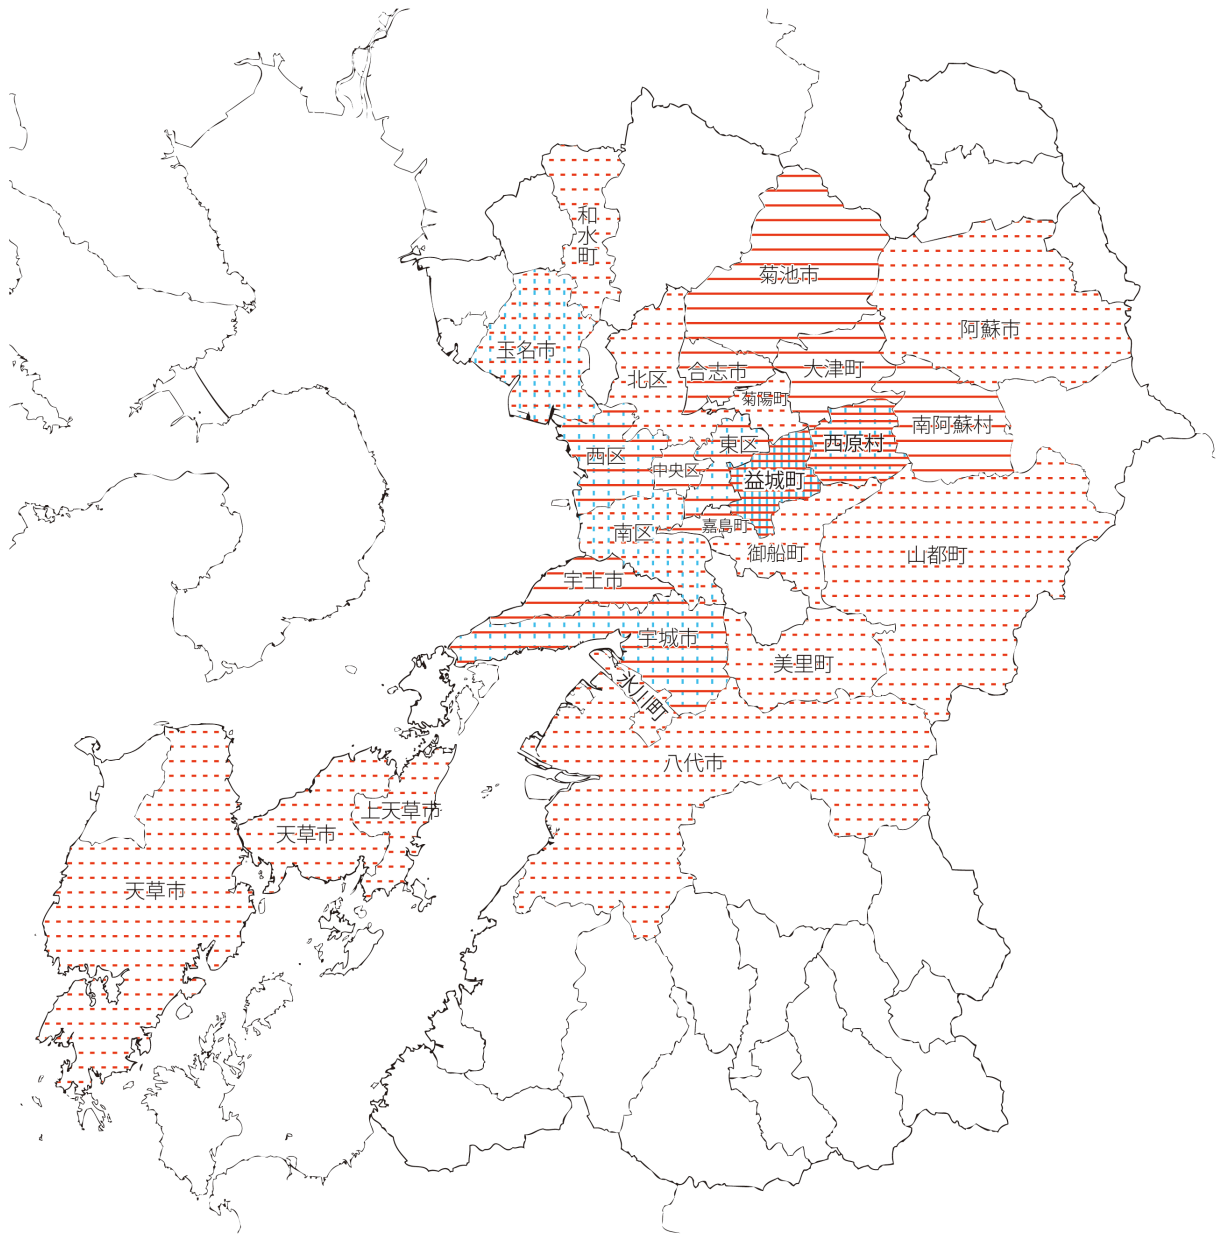 和水町
菊池市
阿蘇市
玉名市
北区
合志市
大津町
菊陽町
南阿蘇村
西区
東区
西原村
中央区
益城町
南区
嘉島町
御船町
山都町
宇土市
宇城市
美里町
氷川町
八代市
上天草市
天草市
天草市